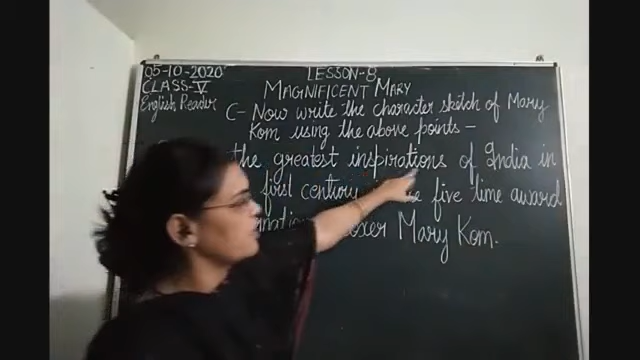 05-10-2020
CLASS-V
English Reader
LESSON-8
MAGNIFICENT MARY
C- Now write the character sketch of Mary
Kom using the above points -
the greatest inspirations of India in
first century five time award
boxer Mary Kom.